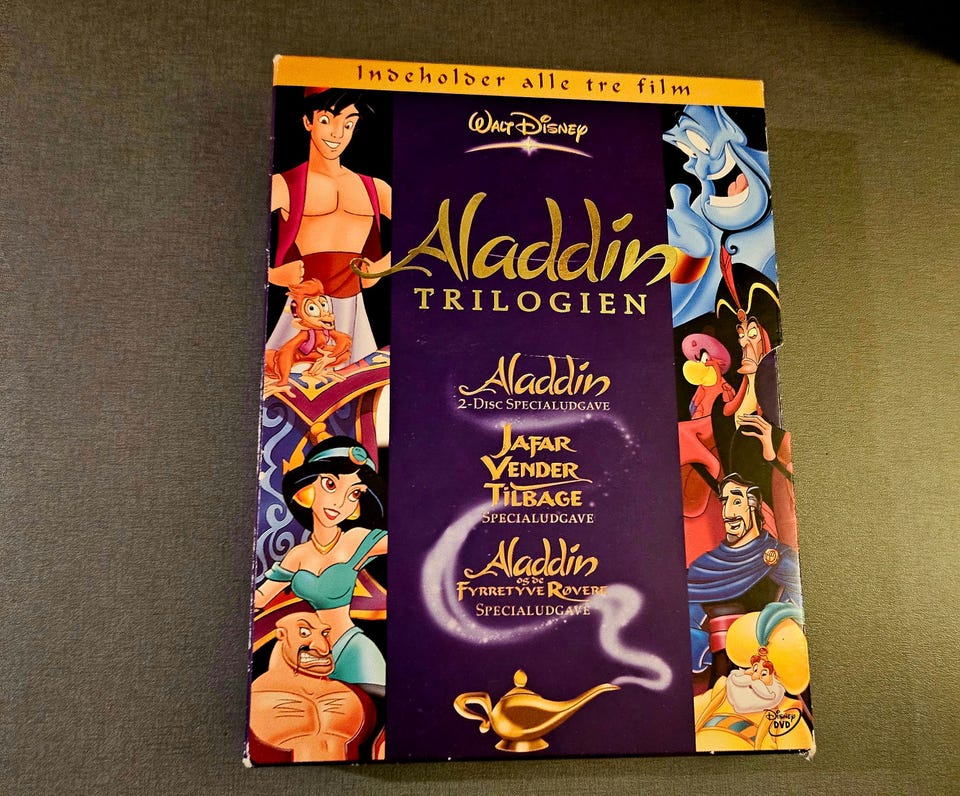 Indeholder alle tre film
Walt Disney
Aladdin
TRILOGIEN
Aladdin
2-Disc Specialudgave
Jafar
Vender
Tilbage
Specialudgave
Aladdin
og de
Fyrretyve Røvere
Specialudgave
Disney
DVD